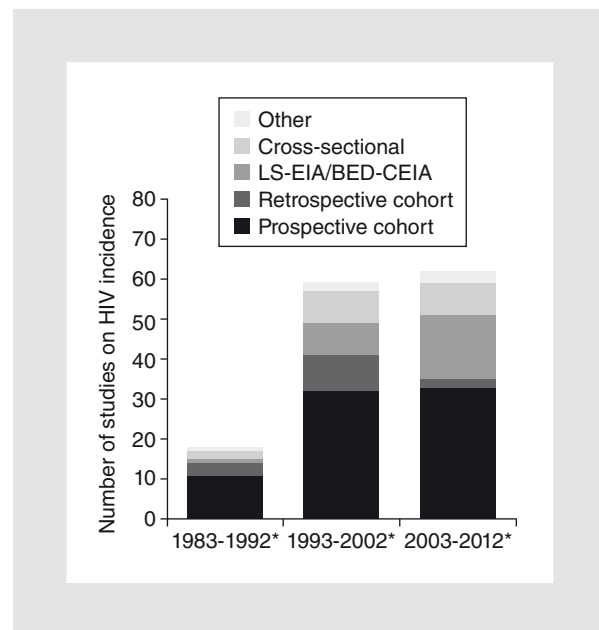 Other
Cross-sectional
LS-EIA/BED-CEIA
Retrospective cohort
Prospective cohort
Number of studies on HIV incidence
80
70
60
50
40
30
20
10
0
1983-1992* 1993-2002* 2003-2012*